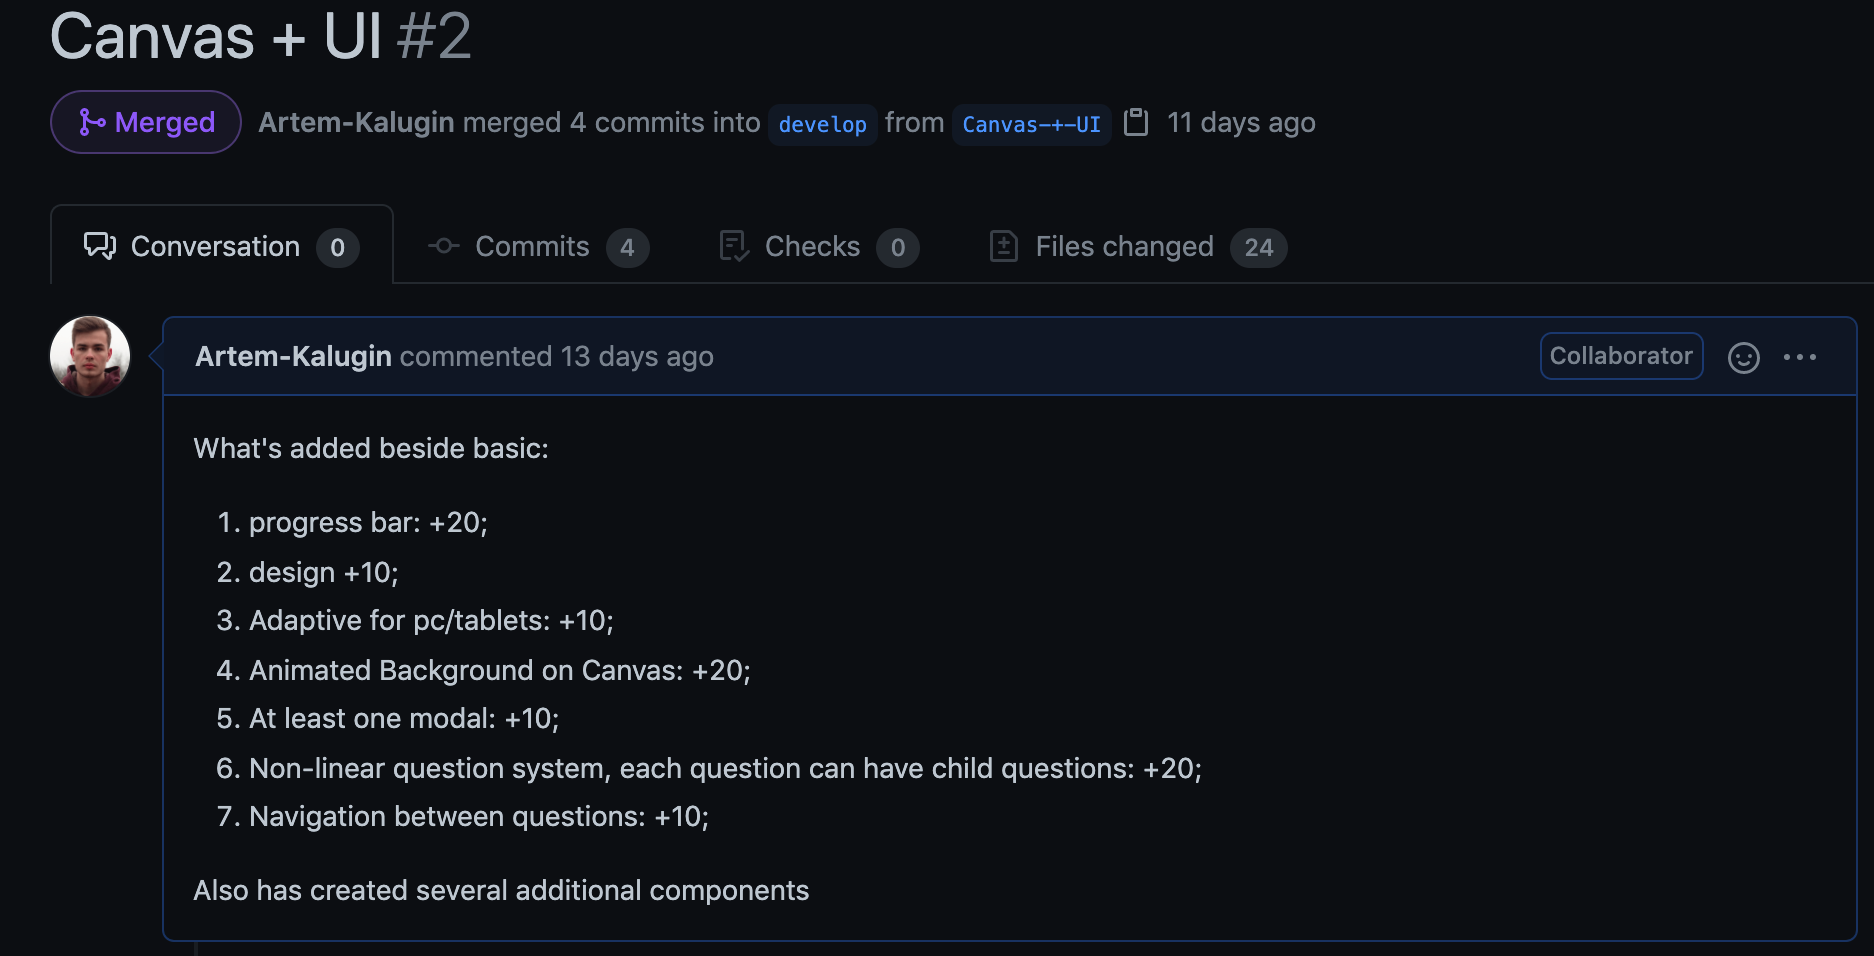 Canvas + UI #2
Merged Artem-Kalugin merged 4 commits into develop from Canvas-+-UI 11 days ago
Conversation 0 Commits 4 Checks 0 Files changed 24
Artem-Kalugin commented 13 days ago Collaborator
What's added beside basic:
1. progress bar: +20;
2. design +10;
3. Adaptive for pc/tablets: +10;
4. Animated Background on Canvas: +20;
5. At least one modal: +10;
6. Non-linear question system, each question can have child questions: +20;
7. Navigation between questions: +10;
Also has created several additional components